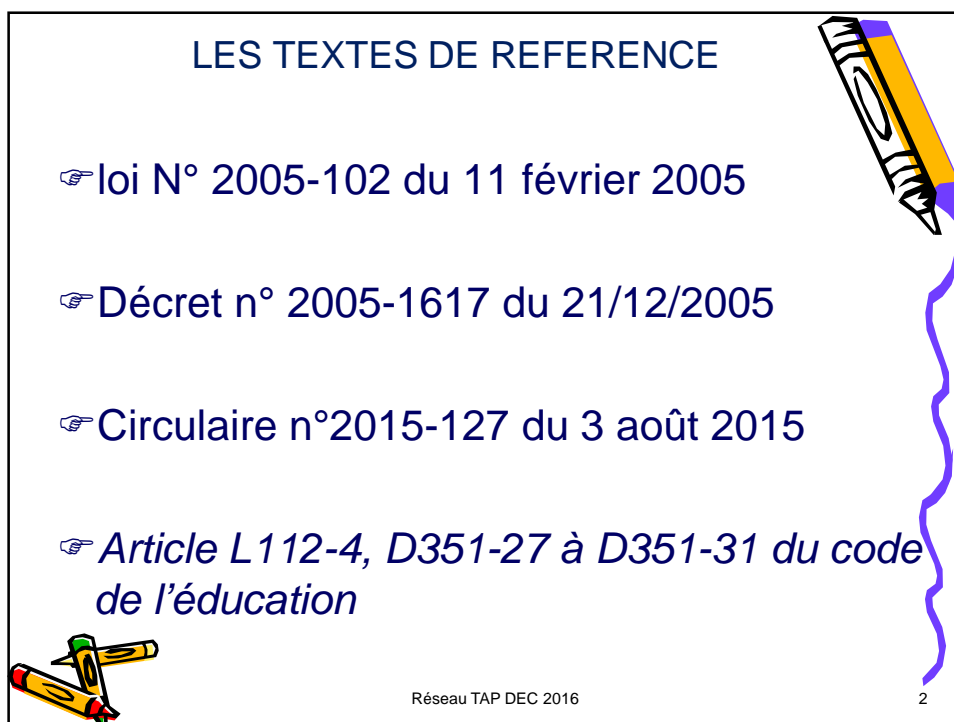 LES TEXTES DE REFERENCE
☞loi N° 2005-102 du 11 février 2005
☞Décret n° 2005-1617 du 21/12/2005
☞Circulaire n°2015-127 du 3 août 2015
☞Article L112-4, D351-27 à D351-31 du code
de l’éducation
Réseau TAP DEC 2016 2